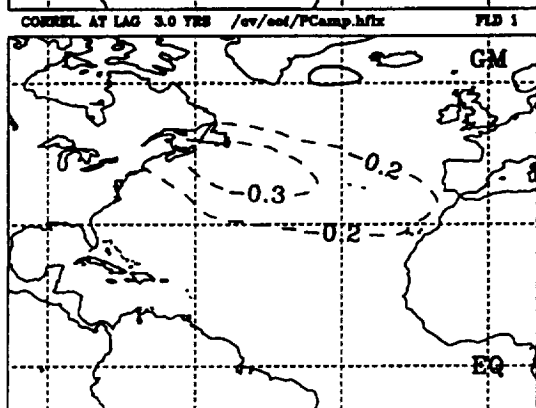 CORREL. AT LAG 3.0 YRS /ev/eof/PCamp.hflx FLD 1
GM
-0.2
-0.3
-0.2
EQ